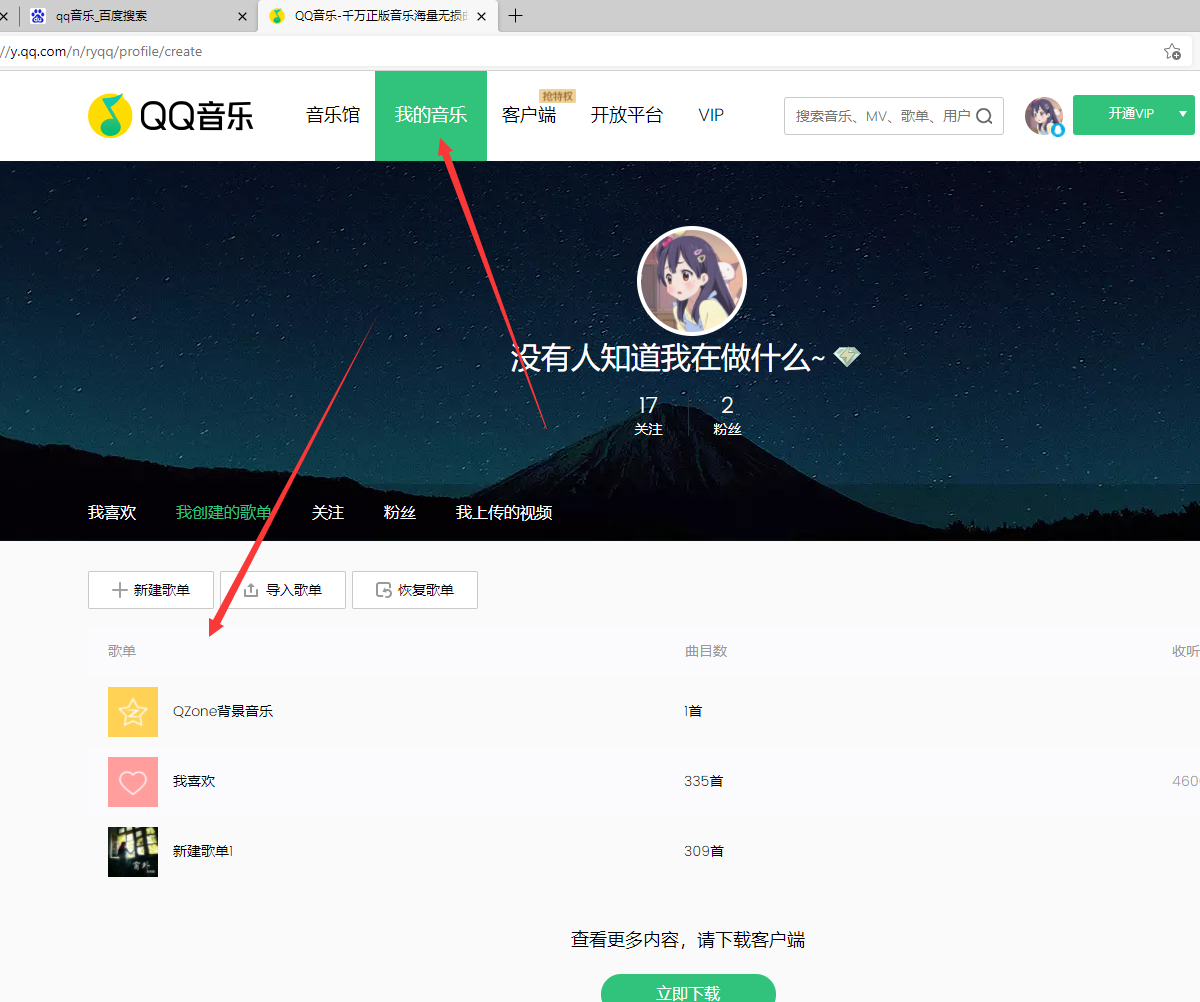 qq音乐_百度搜索
QQ音乐-千万正版音乐海量无损
//y.qq.com/n/ryqq/profile/create
QQ音乐
音乐馆
我的音乐
客户端
抢特权
开放平台
VIP
搜索音乐、MV、歌单、用户
开通VIP
没有人知道我在做什么~
17
关注
2
粉丝
我喜欢
我创建的歌单
关注
粉丝
我上传的视频
新建歌单
导入歌单
恢复歌单
歌单
曲目数
收听
QZone背景音乐
1首
我喜欢
335首
460
窗外
新建歌单1
309首
查看更多内容，请下载客户端
立即下载